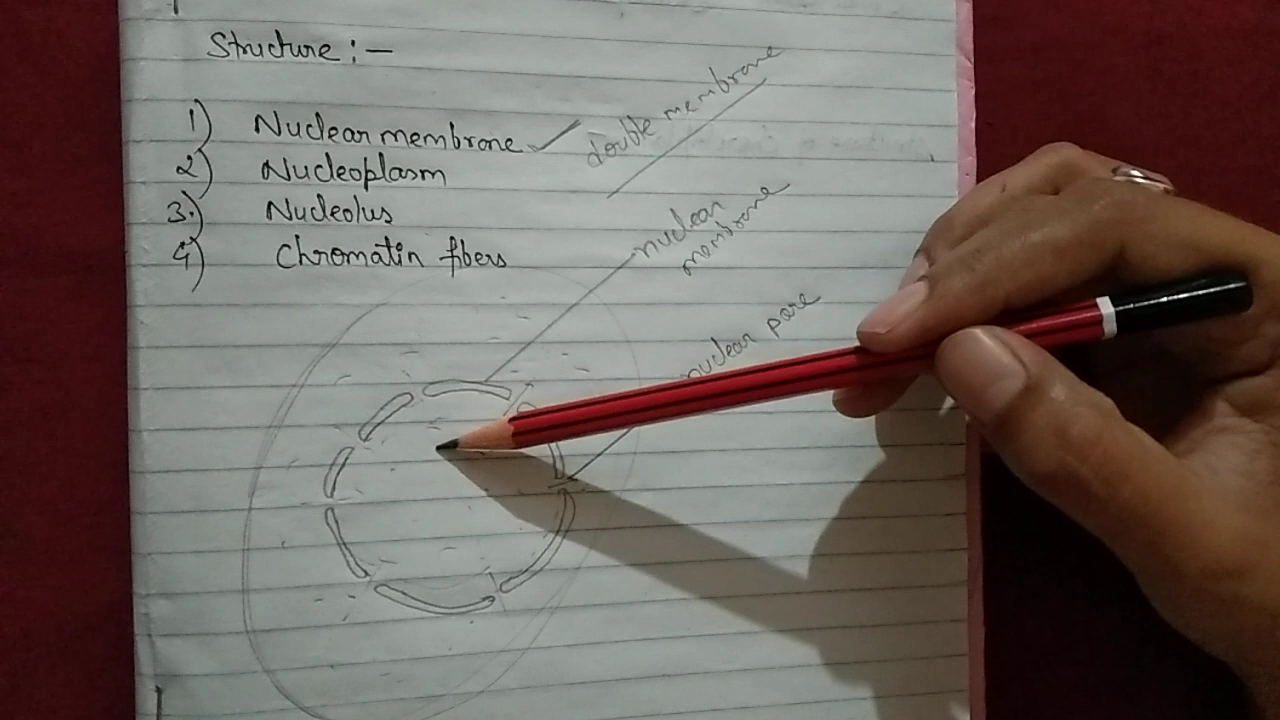 Structure :-
1) Nuclear membrane ✓
double membrane
2) Nucleoplasm
3.) Nucleolus
4) Chromatin fibers
nuclear
membrane
nuclear pore